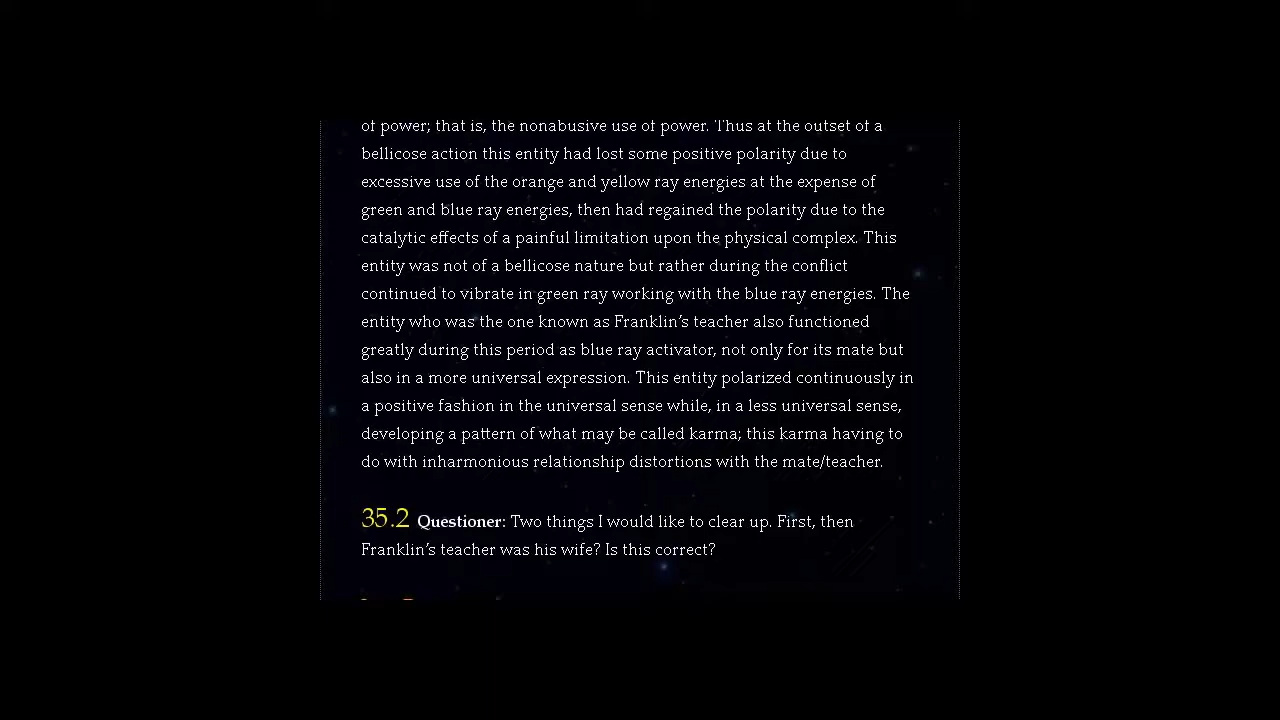 of power; that is, the nonabusive use of power. Thus at the outset of a
bellicose action this entity had lost some positive polarity due to
excessive use of the orange and yellow ray energies at the expense of
green and blue ray energies, then had regained the polarity due to the
catalytic effects of a painful limitation upon the physical complex. This
entity was not of a bellicose nature but rather during the conflict
continued to vibrate in green ray working with the blue ray energies. The
entity who was the one known as Franklin’s teacher also functioned
greatly during this period as blue ray activator, not only for its mate but
also in a more universal expression. This entity polarized continuously in
a positive fashion in the universal sense while, in a less universal sense,
developing a pattern of what may be called karma; this karma having to
do with inharmonious relationship distortions with the mate/teacher.
35.2 Questioner: Two things I would like to clear up. First, then
Franklin’s teacher was his wife? Is this correct?